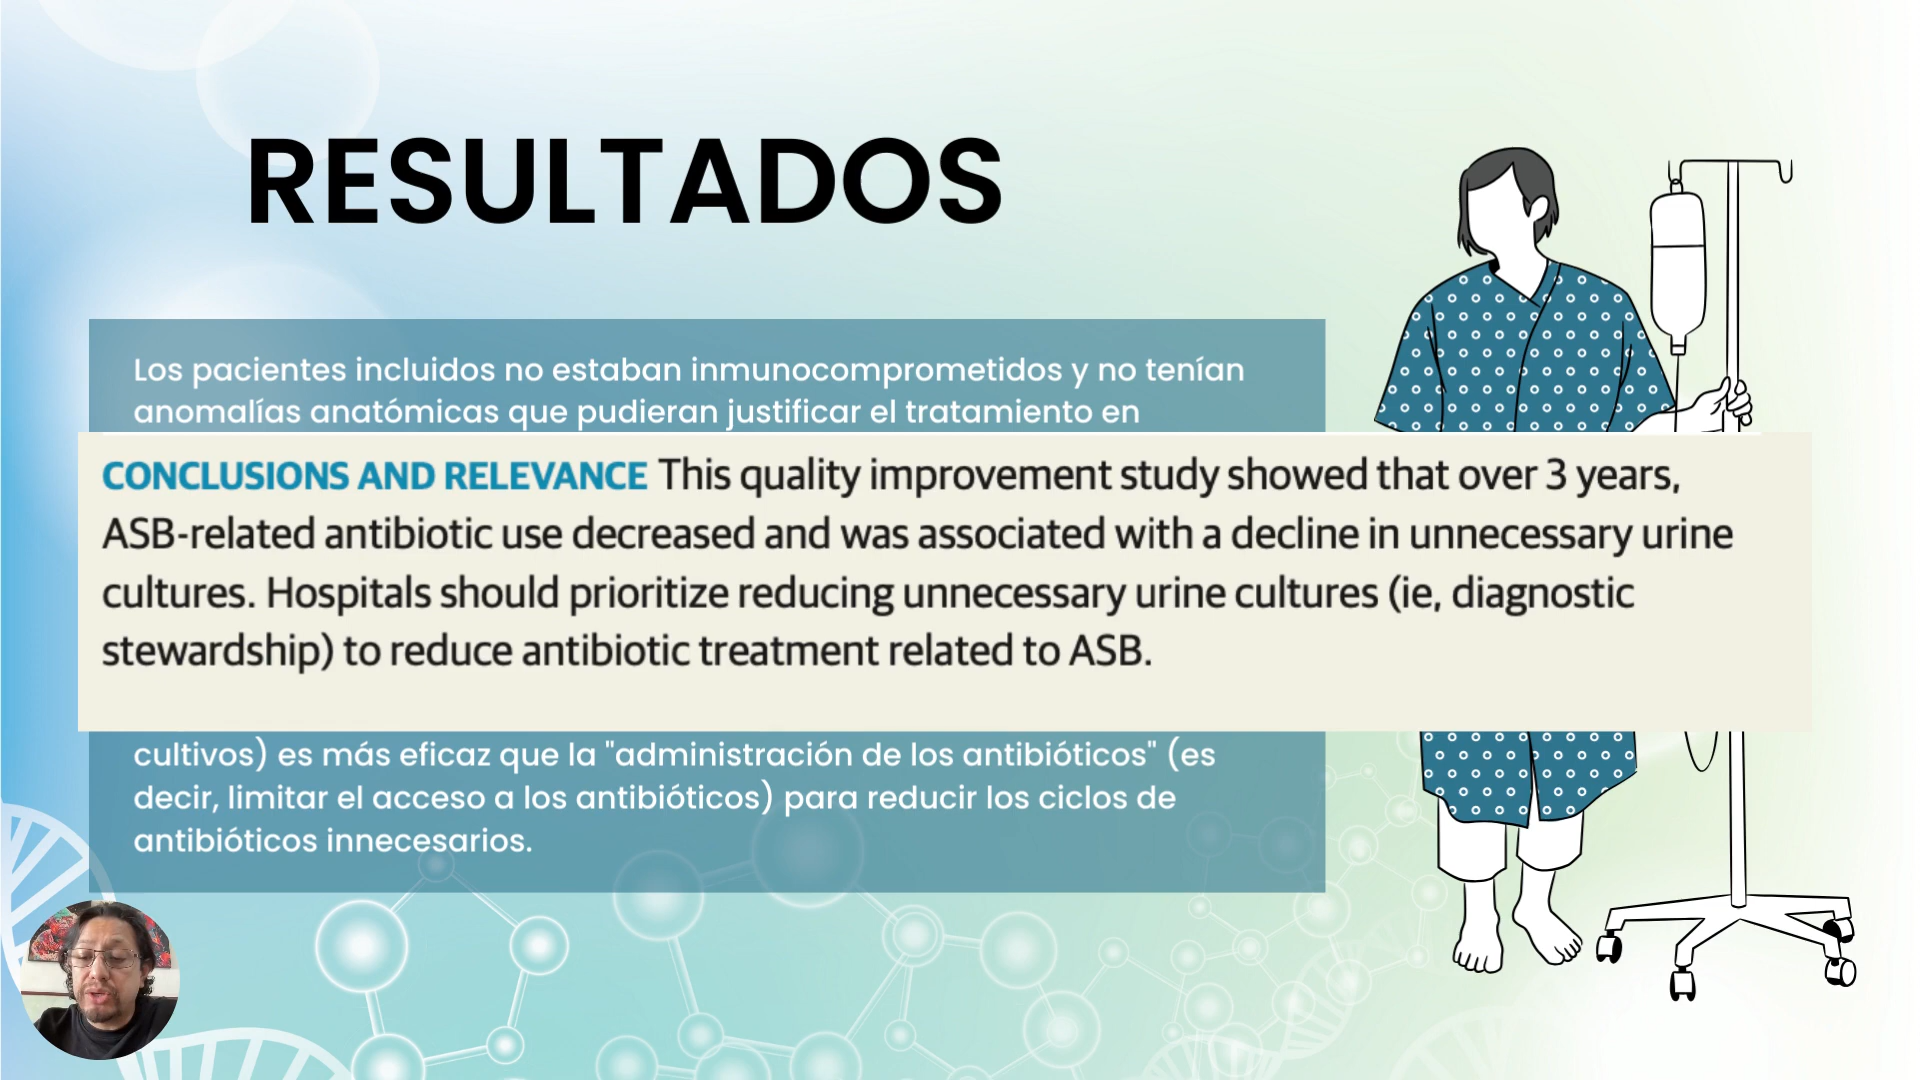 RESULTADOS
Los pacientes incluidos no estaban inmunocomprometidos y no tenían
anomalías anatómicas que pudieran justificar el tratamiento en
CONCLUSIONS AND RELEVANCE This quality improvement study showed that over 3 years,
ASB-related antibiotic use decreased and was associated with a decline in unnecessary urine
cultures. Hospitals should prioritize reducing unnecessary urine cultures (ie, diagnostic
stewardship) to reduce antibiotic treatment related to ASB.
cultivos) es más eficaz que la "administración de los antibióticos" (es
decir, limitar el acceso a los antibióticos) para reducir los ciclos de
antibióticos innecesarios.